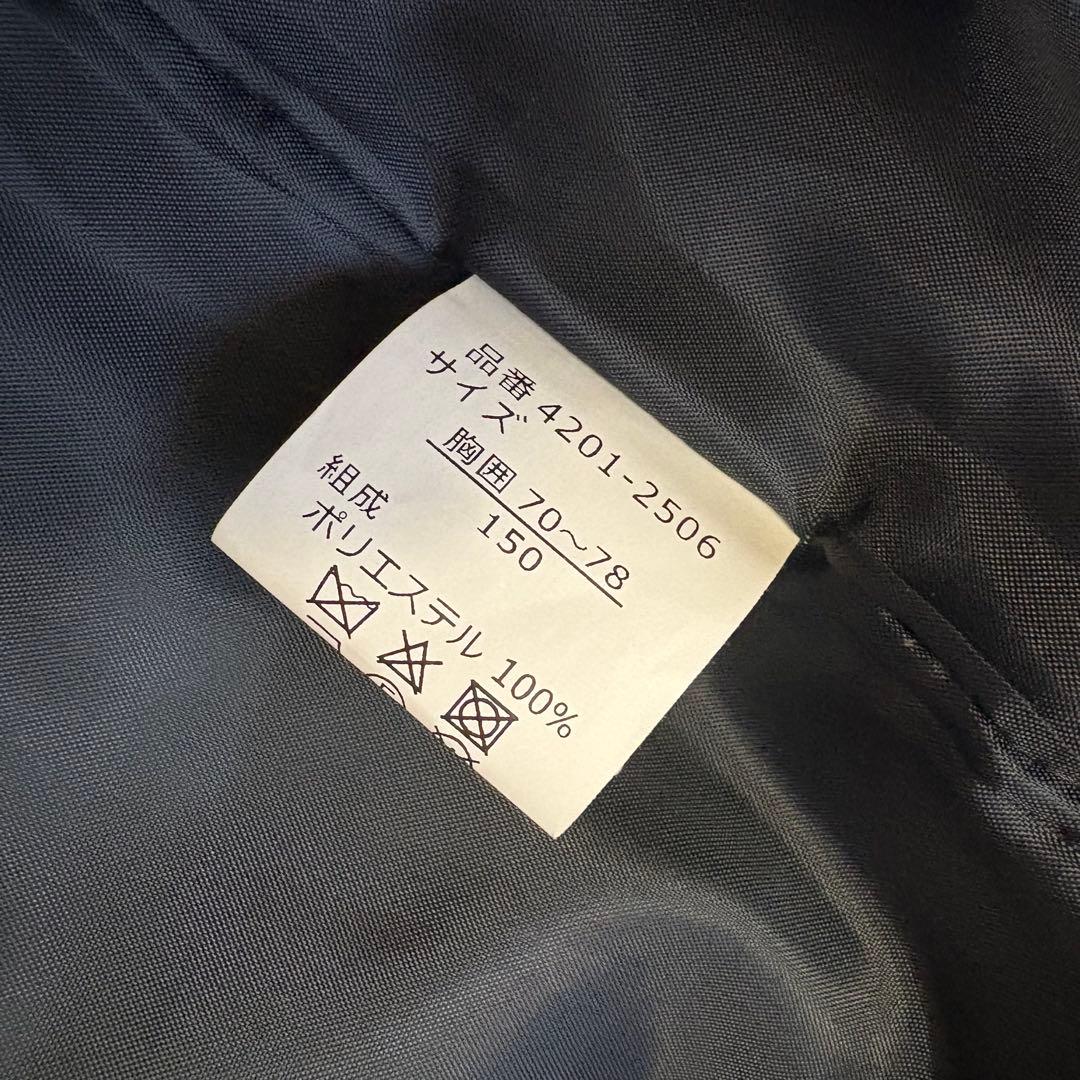 品番 4201-2506
サイズ
胸囲 70～78
150
組成
ポリエステル 100%